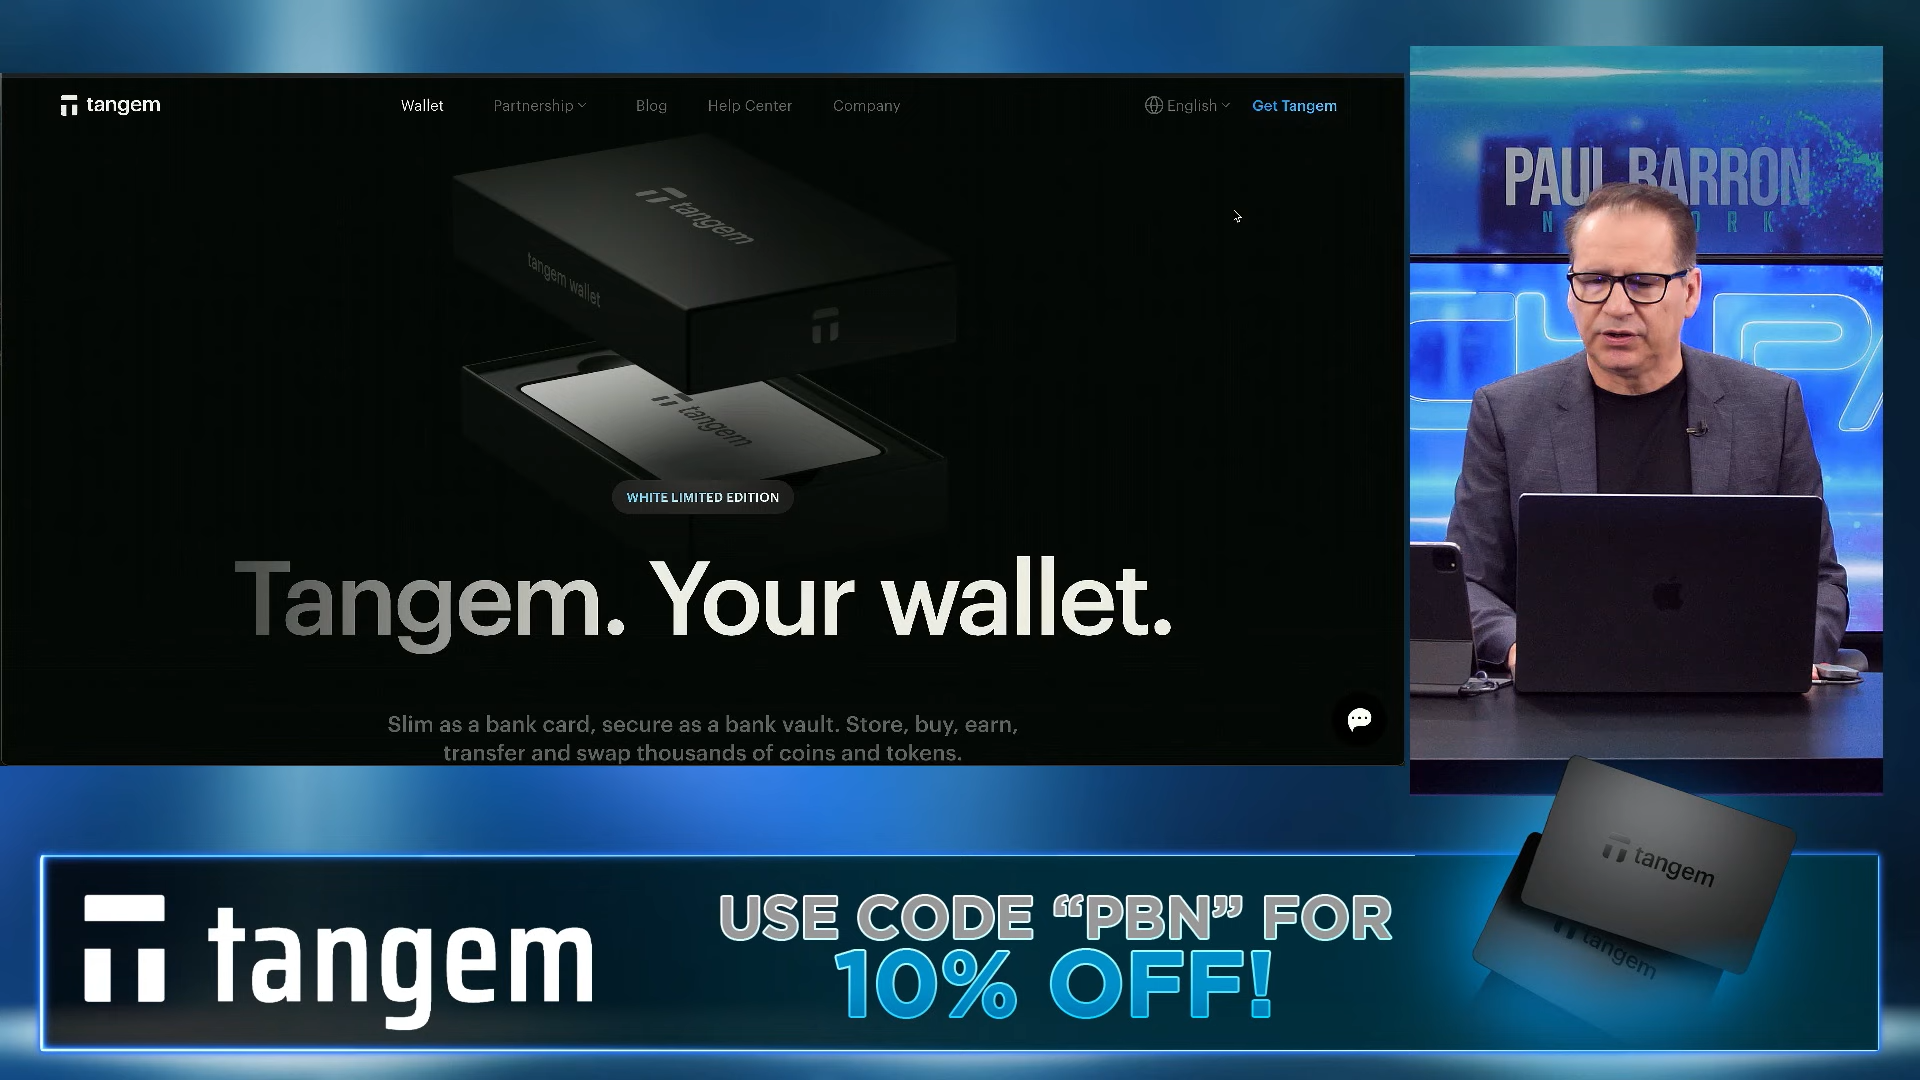 tangem
Wallet
Partnership
Blog
Help Center
Company
English
Get Tangem
tangem
tangem wallet
tangem
WHITE LIMITED EDITION
Tangem. Your wallet.
Slim as a bank card, secure as a bank vault. Store, buy, earn,
transfer and swap thousands of coins and tokens.
PAUL BARRON
tangem
USE CODE “PBN” FOR
10% OFF!
tangem
tangem